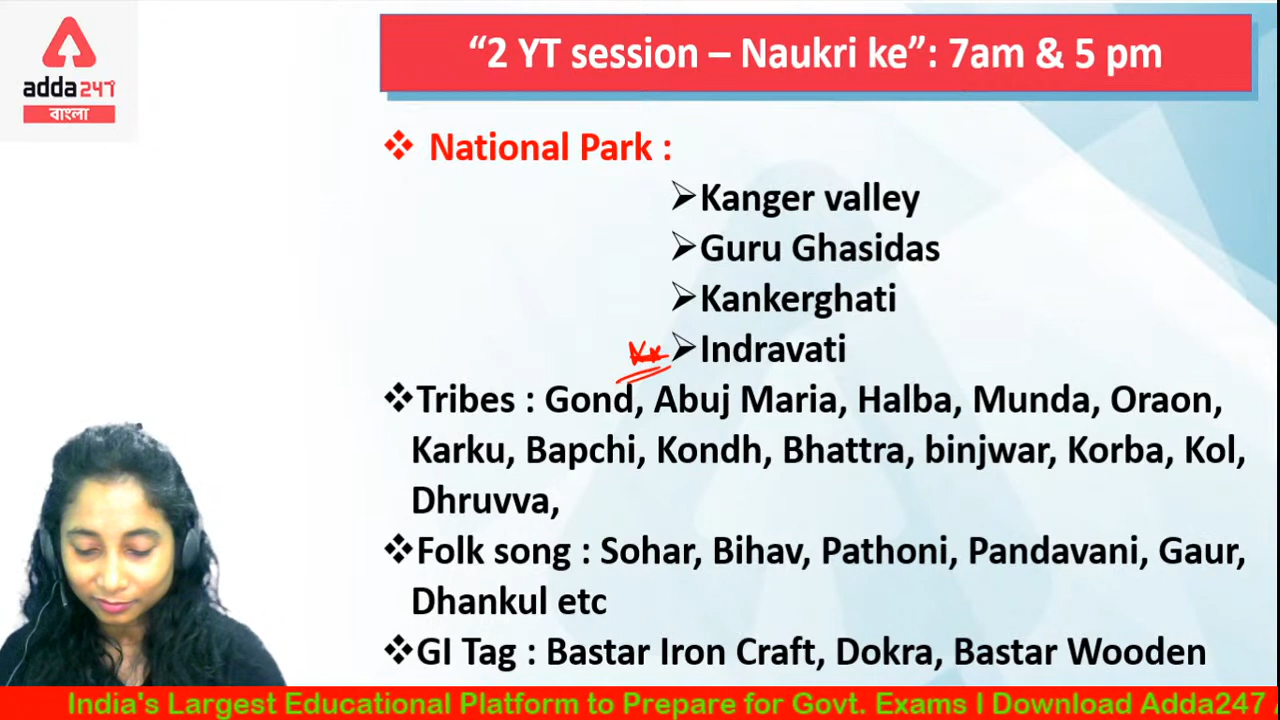 adda247
বাংলা
“2 YT session – Naukri ke”: 7am & 5 pm
National Park :
Kanger valley
Guru Ghasidas
Kankerghati
Indravati
Tribes : Gond, Abuj Maria, Halba, Munda, Oraon,
Karku, Bapchi, Kondh, Bhattra, binjwar, Korba, Kol,
Dhruvva,
Folk song : Sohar, Bihav, Pathoni, Pandavani, Gaur,
Dhankul etc
GI Tag : Bastar Iron Craft, Dokra, Bastar Wooden
India's Largest Educational Platform to Prepare for Govt. Exams I Download Adda247